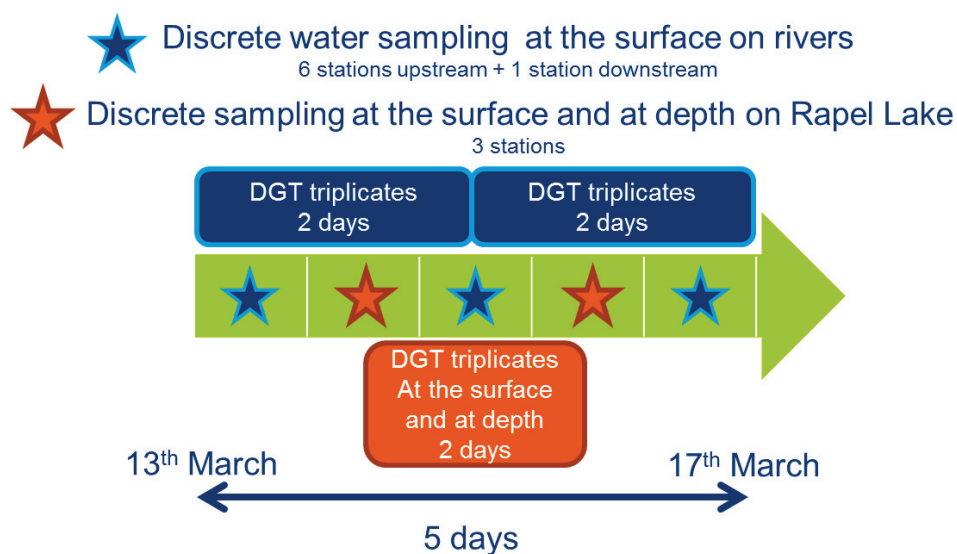 Discrete water sampling at the surface on rivers
6 stations upstream + 1 station downstream
Discrete sampling at the surface and at depth on Rapel Lake
3 stations
DGT triplicates
2 days
DGT triplicates
2 days
DGT triplicates
At the surface
and at depth
2 days
13th March
17th March
5 days